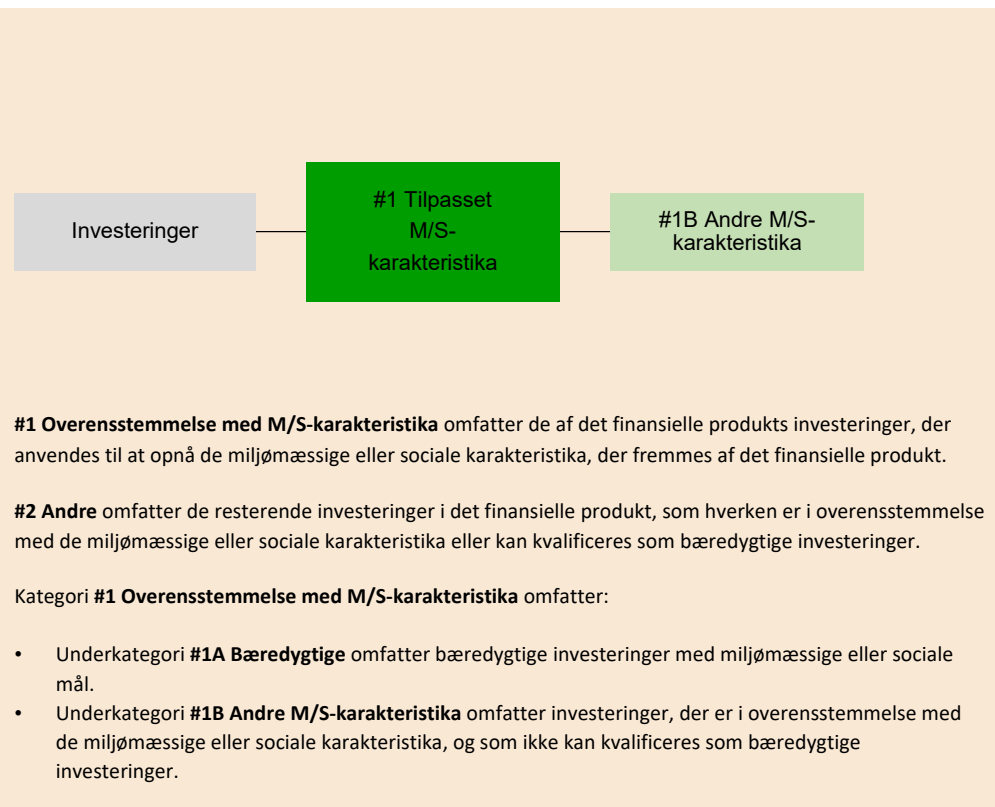 Investeringer
#1 Tilpasset
M/S-
karakteristika
#1B Andre M/S-
karakteristika
#1 Overensstemmelse med M/S-karakteristika omfatter de af det finansielle produkts investeringer, der
anvendes til at opnå de miljømæssige eller sociale karakteristika, der fremmes af det finansielle produkt.
#2 Andre omfatter de resterende investeringer i det finansielle produkt, som hverken er i overensstemmelse
med de miljømæssige eller sociale karakteristika eller kan kvalificeres som bæredygtige investeringer.
Kategori #1 Overensstemmelse med M/S-karakteristika omfatter:
• Underkategori #1A Bæredygtige omfatter bæredygtige investeringer med miljømæssige eller sociale
mål.
• Underkategori #1B Andre M/S-karakteristika omfatter investeringer, der er i overensstemmelse med
de miljømæssige eller sociale karakteristika, og som ikke kan kvalificeres som bæredygtige
investeringer.